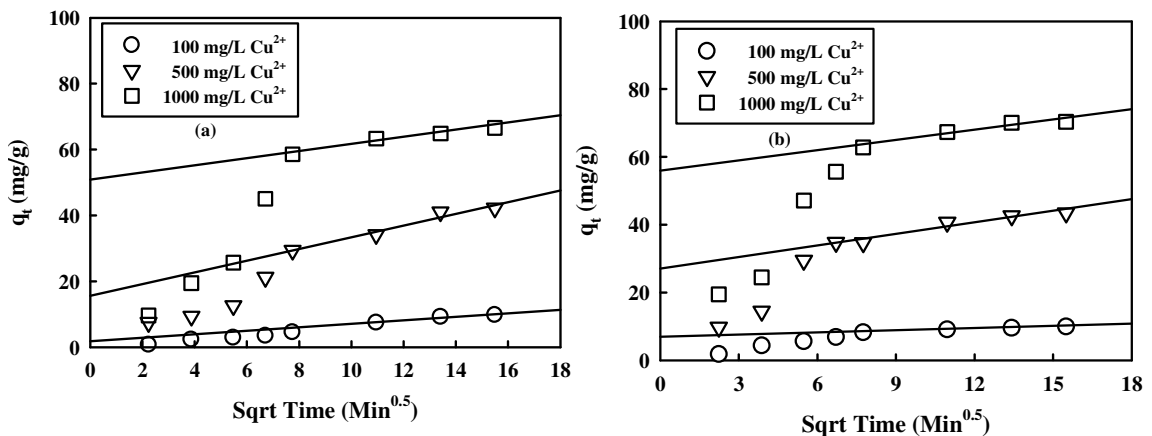 100
80
60
40
20
0
q_t (mg/g)
100 mg/L Cu²⁺
500 mg/L Cu²⁺
1000 mg/L Cu²⁺
(a)
0 2 4 6 8 10 12 14 16 18
Sqrt Time (Min^0.5)
100
80
60
40
20
0
q_t (mg/g)
100 mg/L Cu²⁺
500 mg/L Cu²⁺
1000 mg/L Cu²⁺
(b)
0 3 6 9 12 15 18
Sqrt Time (Min^0.5)